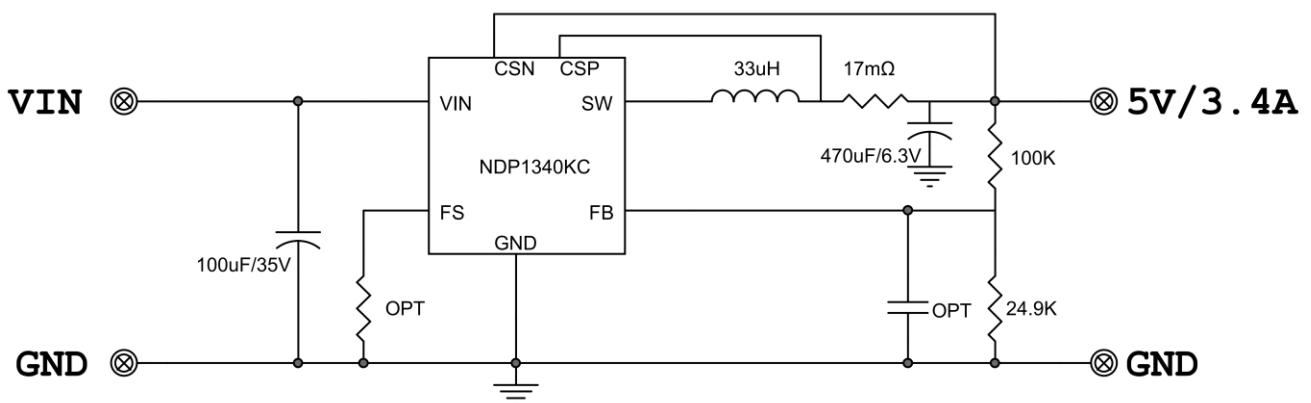 CSN CSP
33uH 17mΩ
VIN VIN SW 5V/3.4A
470uF/6.3V 100K
NDP1340KC
FS FB
GND
100uF/35V
OPT OPT 24.9K
GND GND